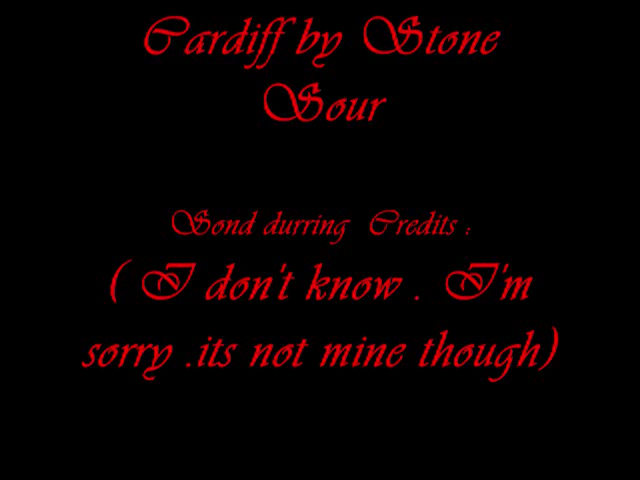 Cardiff by Stone
Sour
Sond durring Credits :
( I don't know . I'm
sorry .its not mine though)